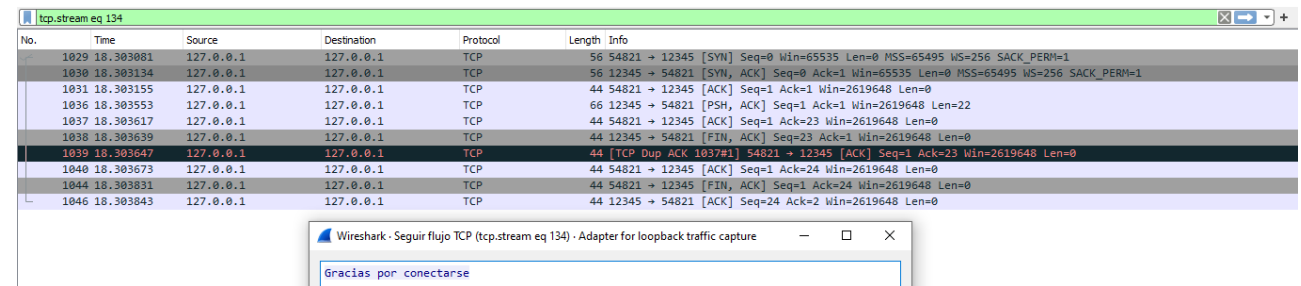 tcp.stream eq 134
No. Time Source Destination Protocol Length Info
1029 18.303081 127.0.0.1 127.0.0.1 TCP 56 54821 → 12345 [SYN] Seq=0 Win=65535 Len=0 MSS=65495 WS=256 SACK_PERM=1
1030 18.303134 127.0.0.1 127.0.0.1 TCP 56 12345 → 54821 [SYN, ACK] Seq=0 Ack=1 Win=65535 Len=0 MSS=65495 WS=256 SACK_PERM=1
1031 18.303155 127.0.0.1 127.0.0.1 TCP 44 54821 → 12345 [ACK] Seq=1 Ack=1 Win=2619648 Len=0
1036 18.303553 127.0.0.1 127.0.0.1 TCP 66 12345 → 54821 [PSH, ACK] Seq=1 Ack=1 Win=2619648 Len=22
1037 18.303617 127.0.0.1 127.0.0.1 TCP 44 54821 → 12345 [ACK] Seq=1 Ack=23 Win=2619648 Len=0
1038 18.303639 127.0.0.1 127.0.0.1 TCP 44 12345 → 54821 [FIN, ACK] Seq=23 Ack=1 Win=2619648 Len=0
1039 18.303647 127.0.0.1 127.0.0.1 TCP 44 [TCP Dup ACK 1037#1] 54821 → 12345 [ACK] Seq=1 Ack=23 Win=2619648 Len=0
1040 18.303673 127.0.0.1 127.0.0.1 TCP 44 54821 → 12345 [ACK] Seq=1 Ack=24 Win=2619648 Len=0
1044 18.303831 127.0.0.1 127.0.0.1 TCP 44 54821 → 12345 [FIN, ACK] Seq=1 Ack=24 Win=2619648 Len=0
1046 18.303843 127.0.0.1 127.0.0.1 TCP 44 12345 → 54821 [ACK] Seq=24 Ack=2 Win=2619648 Len=0
Wireshark · Seguir flujo TCP (tcp.stream eq 134) · Adapter for loopback traffic capture
Gracias por conectarse